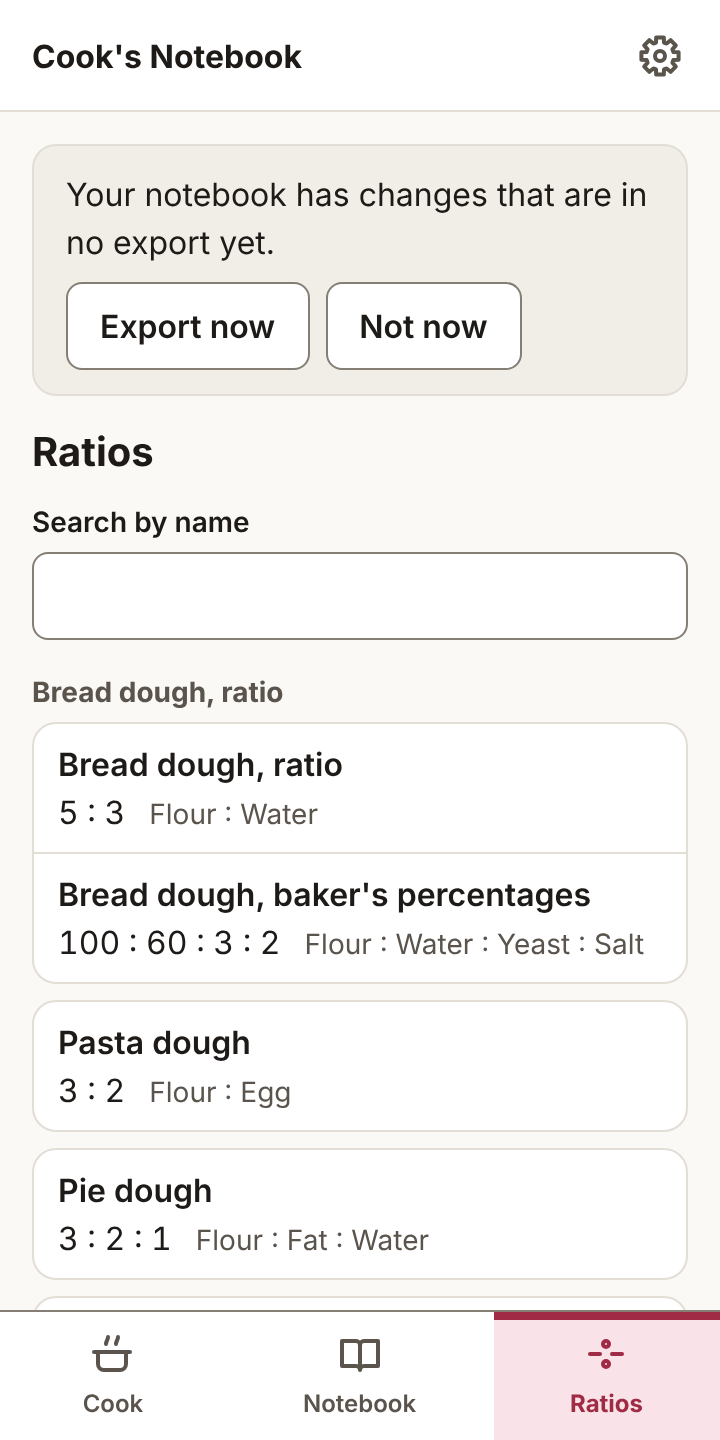 Cook's Notebook
Your notebook has changes that are in
no export yet.
Export now
Not now
Ratios
Search by name
Bread dough, ratio
Bread dough, ratio
5 : 3 Flour : Water
Bread dough, baker's percentages
100 : 60 : 3 : 2 Flour : Water : Yeast : Salt
Pasta dough
3 : 2 Flour : Egg
Pie dough
3 : 2 : 1 Flour : Fat : Water
Cook
Notebook
Ratios